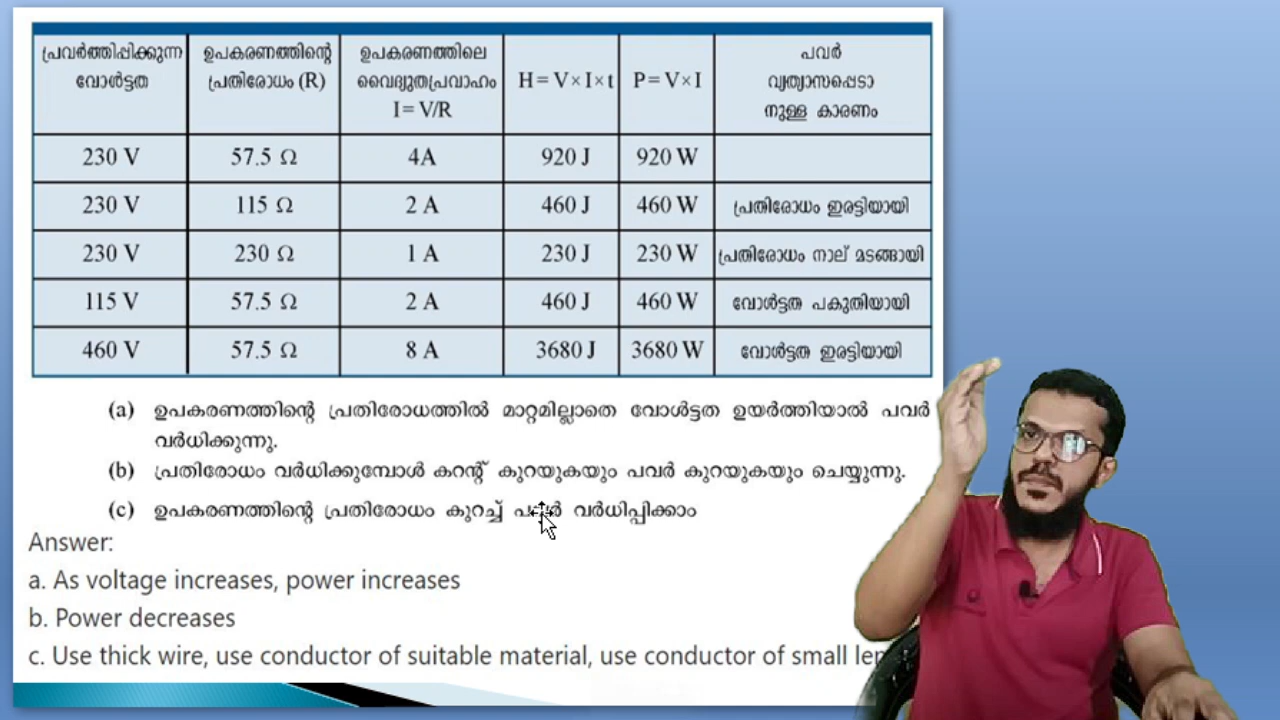 പ്രവർത്തിപ്പിക്കുന്ന വോൾട്ടത | ഉപകരണത്തിന്റെ പ്രതിരോധം (R) | ഉപകരണത്തിലെ വൈദ്യുതപ്രവാഹം I = V/R | H = V × I × t | P = V × I | പവർ വ്യത്യാസപ്പെടാനുള്ള കാരണം
230 V 57.5 Ω 4A 920 J 920 W
230 V 115 Ω 2 A 460 J 460 W പ്രതിരോധം ഇരട്ടിയായി
230 V 230 Ω 1 A 230 J 230 W പ്രതിരോധം നാല് മടങ്ങായി
115 V 57.5 Ω 2 A 460 J 460 W വോൾട്ടത പകുതിയായി
460 V 57.5 Ω 8 A 3680 J 3680 W വോൾട്ടത ഇരട്ടിയായി
(a) ഉപകരണത്തിന്റെ പ്രതിരോധത്തിൽ മാറ്റമില്ലാതെ വോൾട്ടത ഉയർത്തിയാൽ പവർ
വർധിക്കുന്നു.
(b) പ്രതിരോധം വർധിക്കുമ്പോൾ കറന്റ് കുറയുകയും പവർ കുറയുകയും ചെയ്യുന്നു.
(c) ഉപകരണത്തിന്റെ പ്രതിരോധം കുറച്ച് പവർ വർധിപ്പിക്കാം
Answer:
a. As voltage increases, power increases
b. Power decreases
c. Use thick wire, use conductor of suitable material, use conductor of small